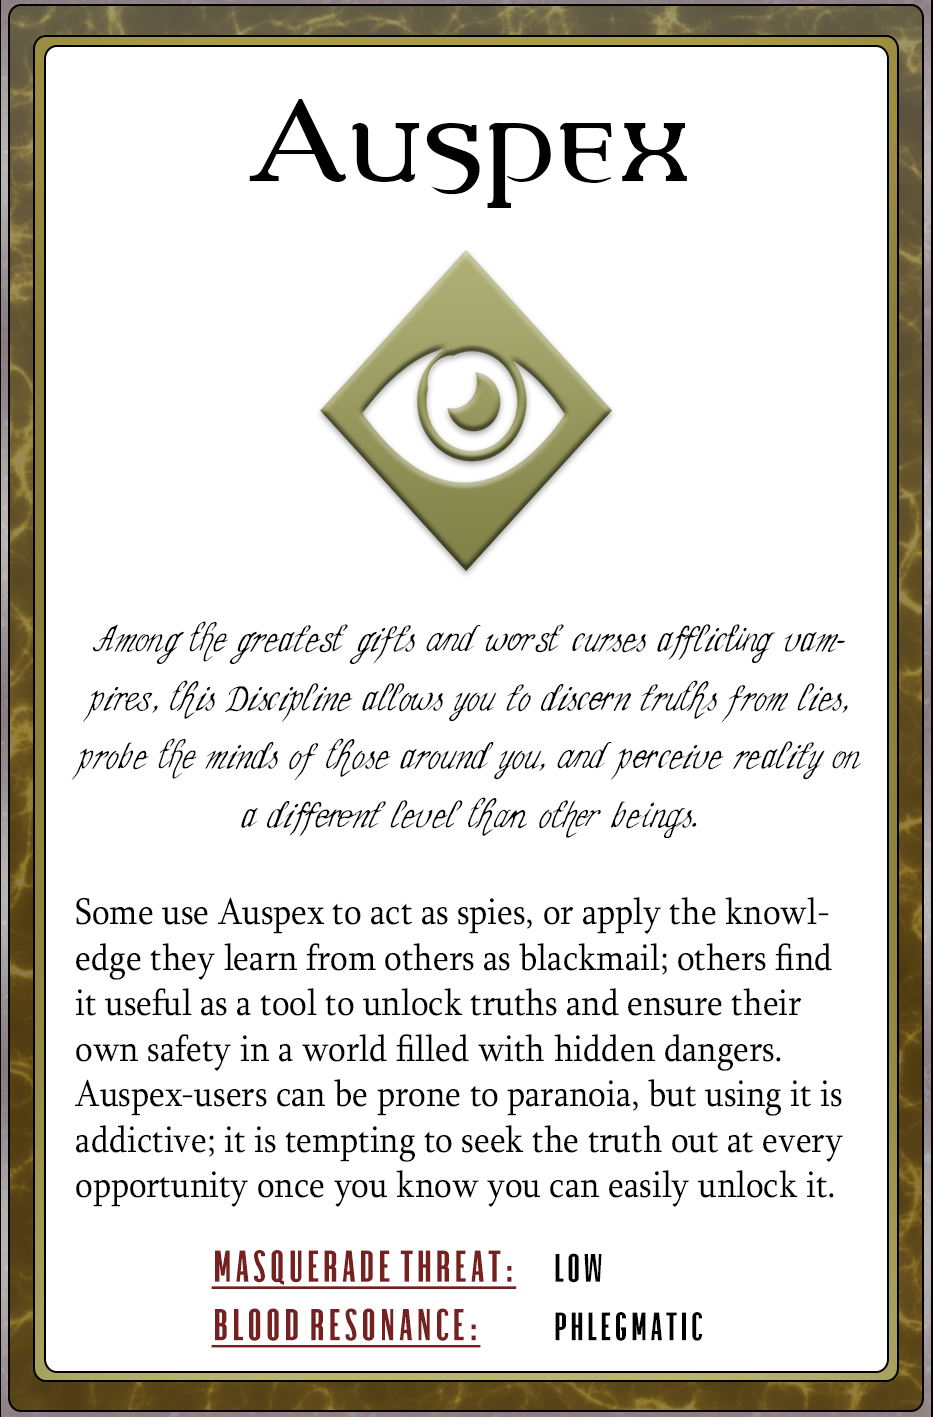 Auspex
Among the greatest gifts and worst curses afflicting vam-
pires, this Discipline allows you to discern truths from lies,
probe the minds of those around you, and perceive reality on
a different level than other beings.
Some use Auspex to act as spies, or apply the knowl-
edge they learn from others as blackmail; others find
it useful as a tool to unlock truths and ensure their
own safety in a world filled with hidden dangers.
Auspex-users can be prone to paranoia, but using it is
addictive; it is tempting to seek the truth out at every
opportunity once you know you can easily unlock it.
MASQUERADE THREAT: LOW
BLOOD RESONANCE: PHLEGMATIC